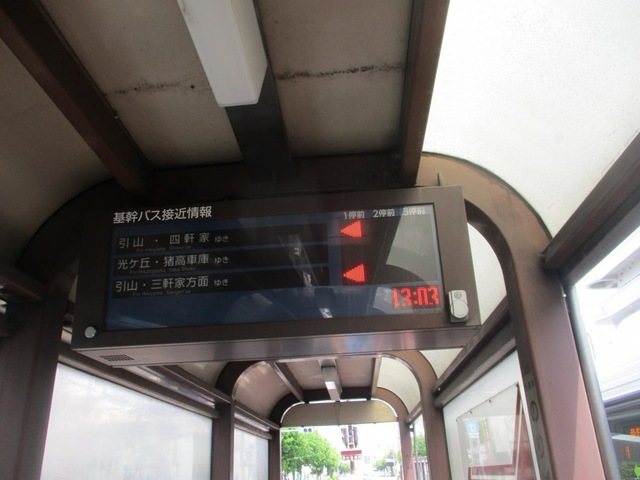 基幹バス接近情報
1停前 2停前 3停前
引山・四軒家 ゆき
光ケ丘・猪高車庫 ゆき
引山・三軒家方面 ゆき
13:03